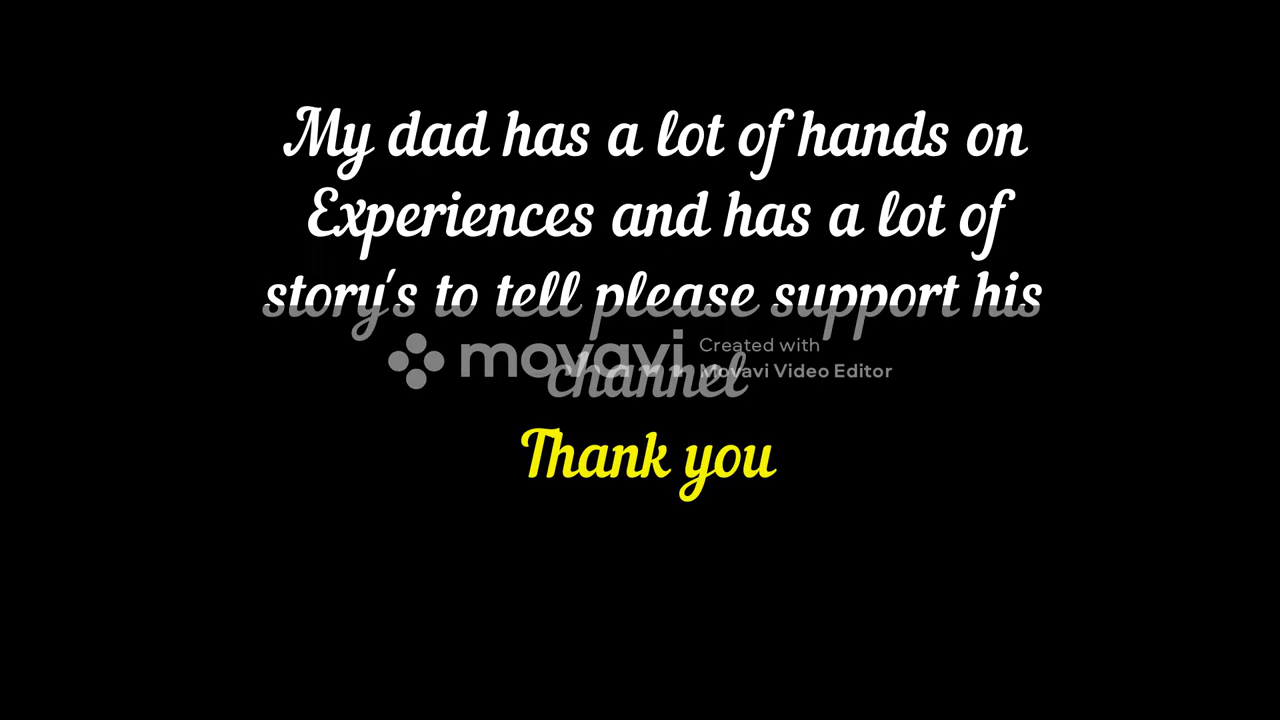 My dad has a lot of hands on
Experiences and has a lot of
story's to tell please support his
channel
movavi
Created with
Movavi Video Editor
Thank you